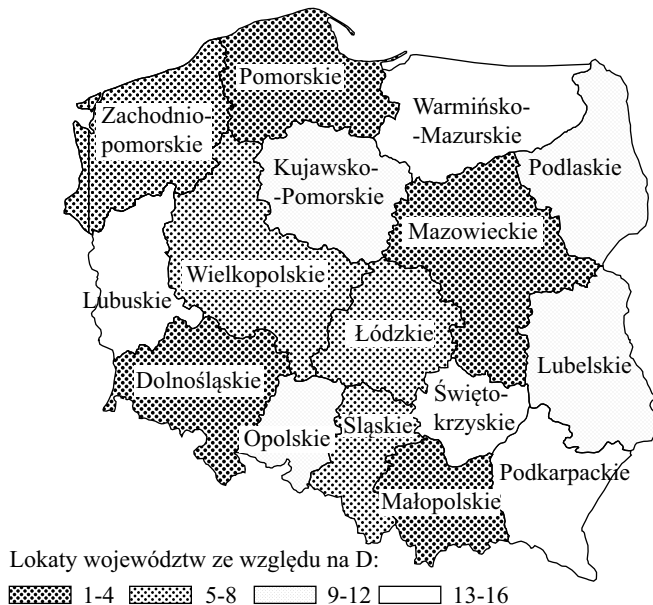 Pomorskie
Zachodnio-
pomorskie
Warmińsko-
-Mazurskie
Podlaskie
Kujawsko-
-Pomorskie
Mazowieckie
Wielkopolskie
Lubuskie
Łódzkie
Lubelskie
Dolnośląskie
Święto-
krzyskie
Opolskie
Śląskie
Podkarpackie
Małopolskie
Lokaty województw ze względu na D:
1-4 5-8 9-12 13-16